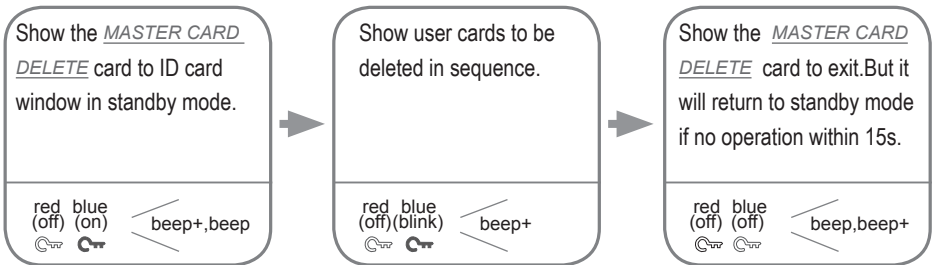 Show the MASTER CARD
DELETE card to ID card
window in standby mode.
red blue
(off) (on)
beep+,beep
Show user cards to be
deleted in sequence.
red blue
(off)(blink)
beep+
Show the MASTER CARD
DELETE card to exit.But it
will return to standby mode
if no operation within 15s.
red blue
(off) (off)
beep,beep+